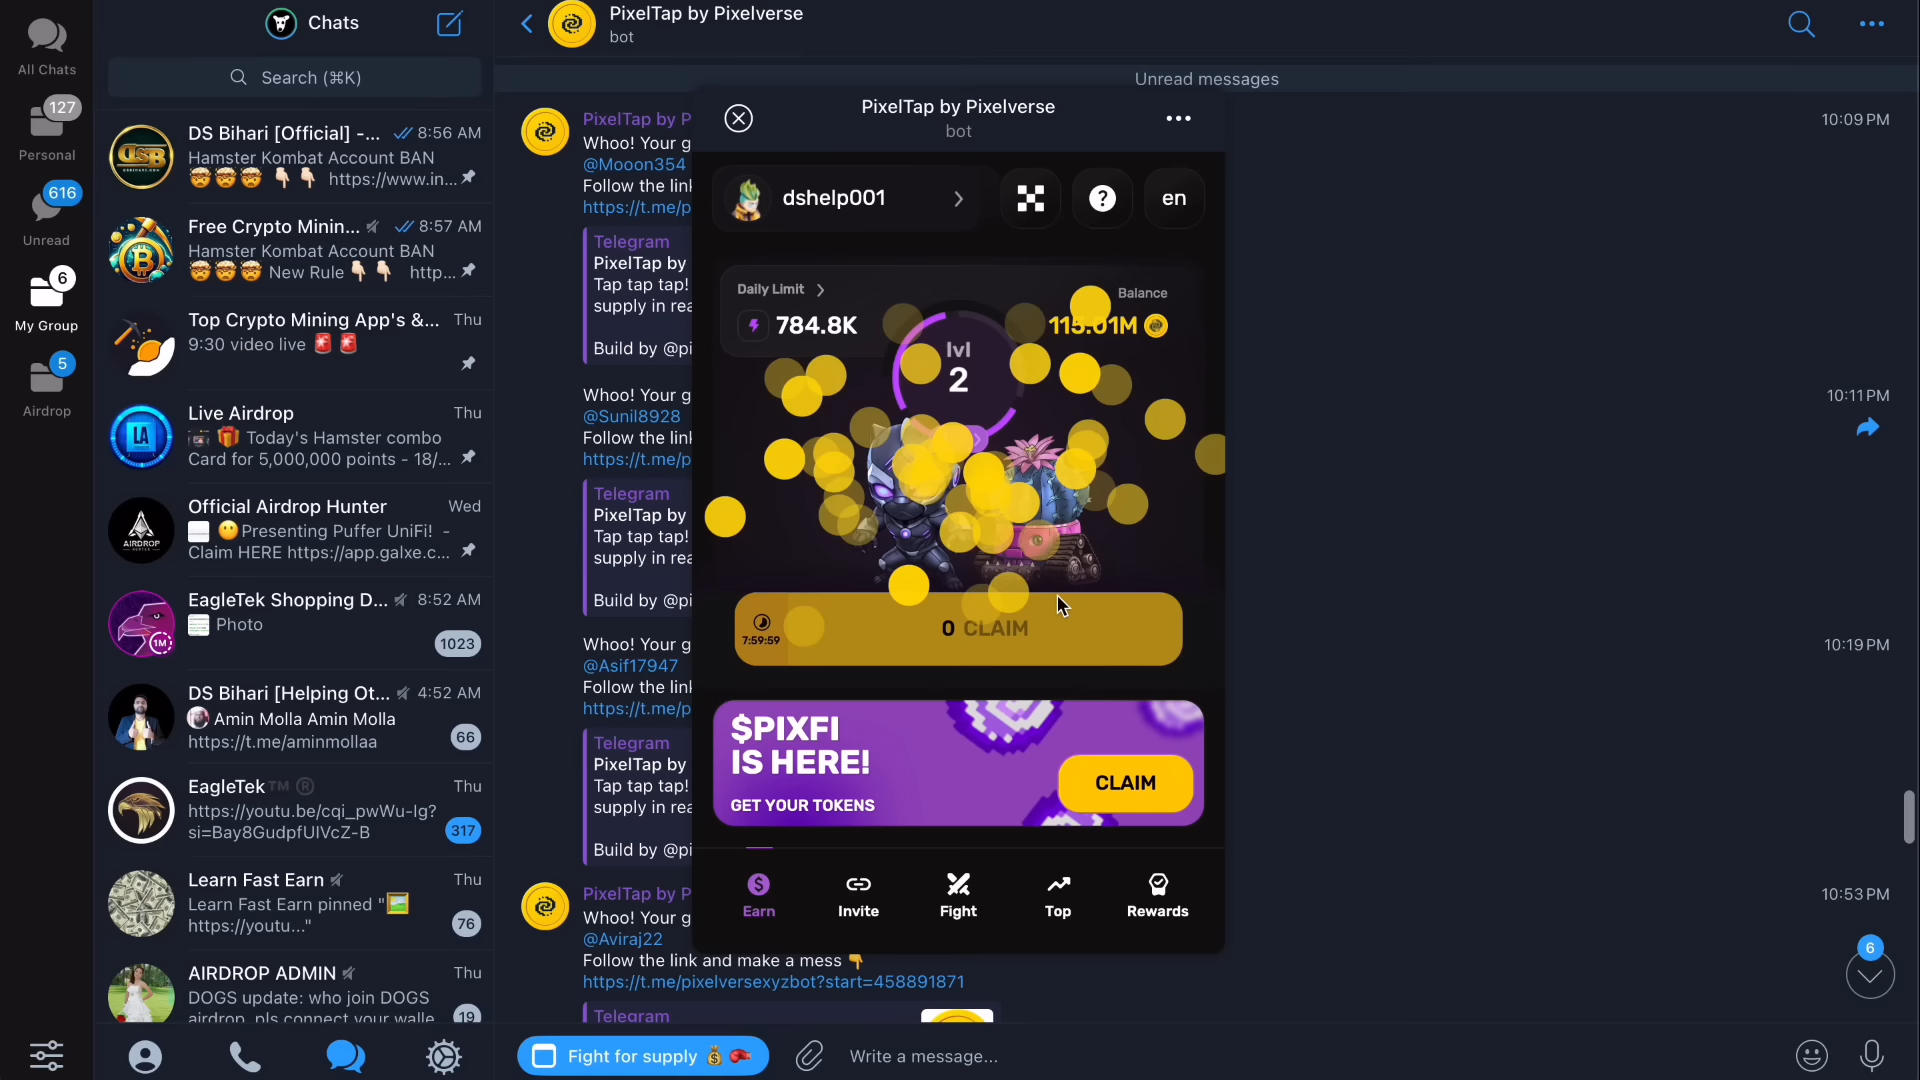 All Chats
127
Personal
616
Unread
6
My Group
5
Airdrop
Chats
Search (⌘K)
DS Bihari [Official] -... 8:56 AM
Hamster Kombat Account BAN
🤯🤯🤯 👇🏻👇🏻 https://www.in...
Free Crypto Minin... 8:57 AM
Hamster Kombat Account BAN
🤯🤯🤯 New Rule 👇🏻👇🏻 http...
Top Crypto Mining App's &... Thu
9:30 video live 🚨🚨
Live Airdrop Thu
🎁 Today's Hamster combo
Card for 5,000,000 points - 18/...
Official Airdrop Hunter Wed
😶Presenting Puffer UniFi! -
Claim HERE https://app.galxe.c...
EagleTek Shopping D... 8:52 AM
Photo
1023
DS Bihari [Helping Ot... 4:52 AM
Amin Molla Amin Molla
https://t.me/aminmollaa
66
EagleTek™️ ®️ Thu
https://youtu.be/cqi_pwWu-Ig?
si=Bay8GudpfUIVcZ-B
317
Learn Fast Earn Thu
Learn Fast Earn pinned "🖼️
https://youtu..."
76
AIRDROP ADMIN Thu
DOGS update: who join DOGS
airdrop, pls connect your walle
19
PixelTap by Pixelverse
bot
Unread messages
PixelTap by P
10:09 PM
Whoo! Your g
@Mooon354
Follow the link
https://t.me/p
Telegram
PixelTap by
Tap tap tap!
supply in rea
Build by @pi
Whoo! Your g
10:11 PM
@Sunil8928
Follow the link
https://t.me/p
Telegram
PixelTap by
Tap tap tap!
supply in rea
Build by @pi
Whoo! Your g
10:19 PM
@Asif17947
Follow the link
https://t.me/p
Telegram
PixelTap by
Tap tap tap!
supply in rea
Build by @pi
PixelTap by P
10:53 PM
Whoo! Your g
@Aviraj22
Follow the link and make a mess 👇
https://t.me/pixelversexyzbot?start=458891871
Telegram
6
Fight for supply 💰 🥊
Write a message...
PixelTap by Pixelverse
bot
dshelp001
en
Daily Limit
784.8K
Balance
115.01M
lvl
2
7:59:59
0 CLAIM
$PIXFI
IS HERE!
GET YOUR TOKENS
CLAIM
Earn
Invite
Fight
Top
Rewards